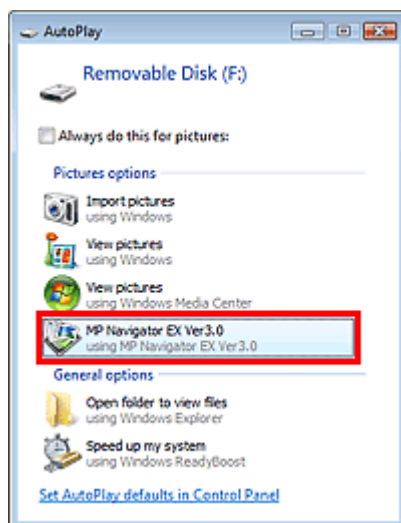 AutoPlay
Removable Disk (F:)
Always do this for pictures:
Pictures options
Import pictures
using Windows
View pictures
using Windows
View pictures
using Windows Media Center
MP Navigator EX Ver3.0
using MP Navigator EX Ver3.0
General options
Open folder to view files
using Windows Explorer
Speed up my system
using Windows ReadyBoost
Set AutoPlay defaults in Control Panel